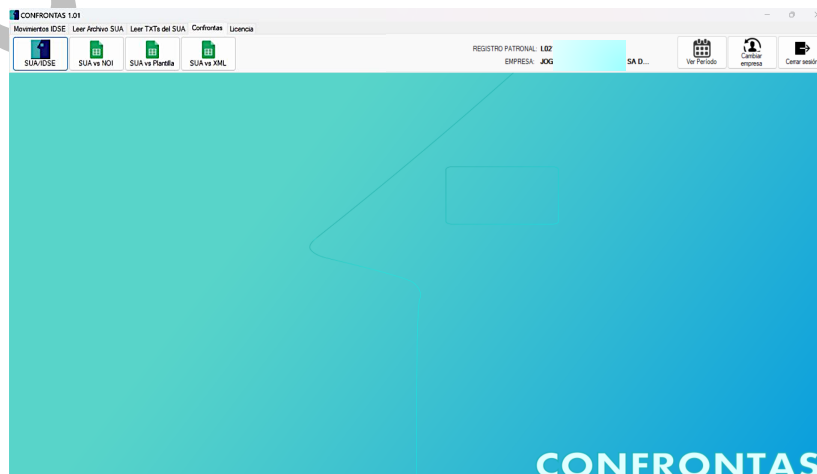 CONFRONTAS 1.01
Movimientos IDSE Leer Archivo SUA Leer TXTs del SUA Confrontas Licencia
SUA/IDSE SUA vs NOI SUA vs Plantilla SUA vs XML
REGISTRO PATRONAL: L02
EMPRESA: JOG SA D...
Ver Periodo
Cambiar empresa
Cerrar sesión
CONFRONTAS